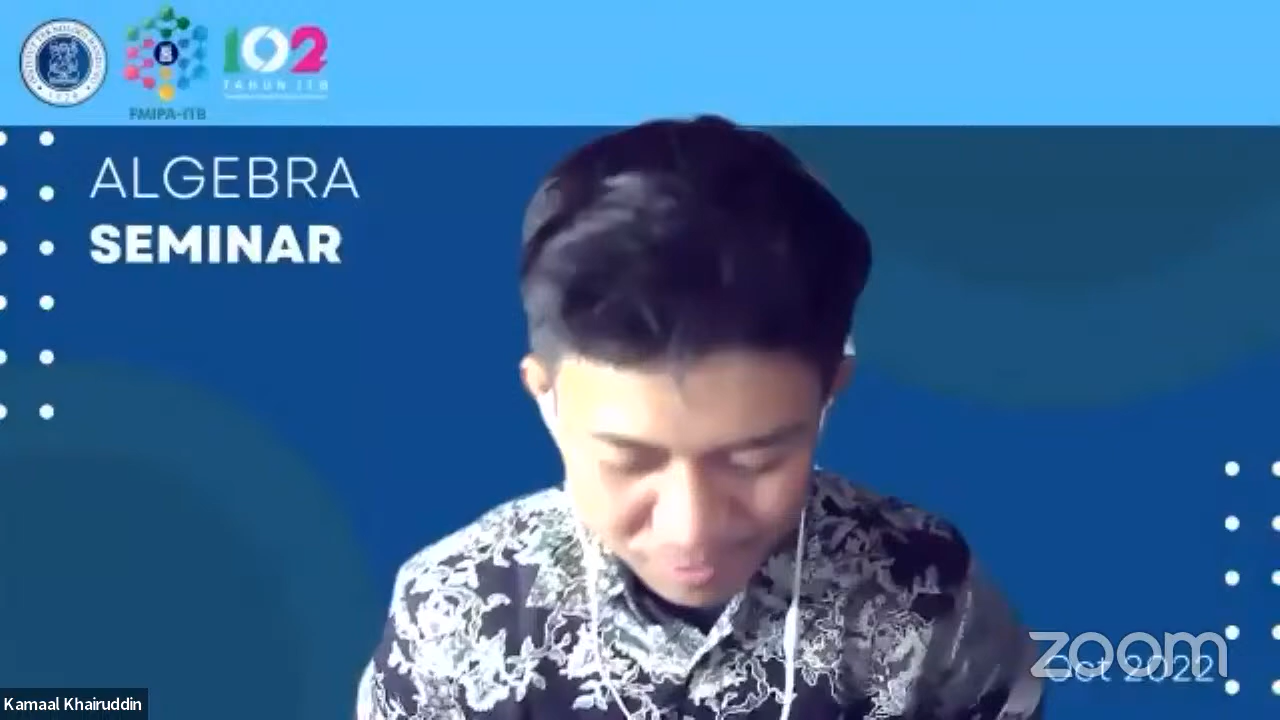 102
TAHUN ITB
FMIPA-ITB
ALGEBRA
SEMINAR
zoom
Oct 2022
Kamaal Khairuddin